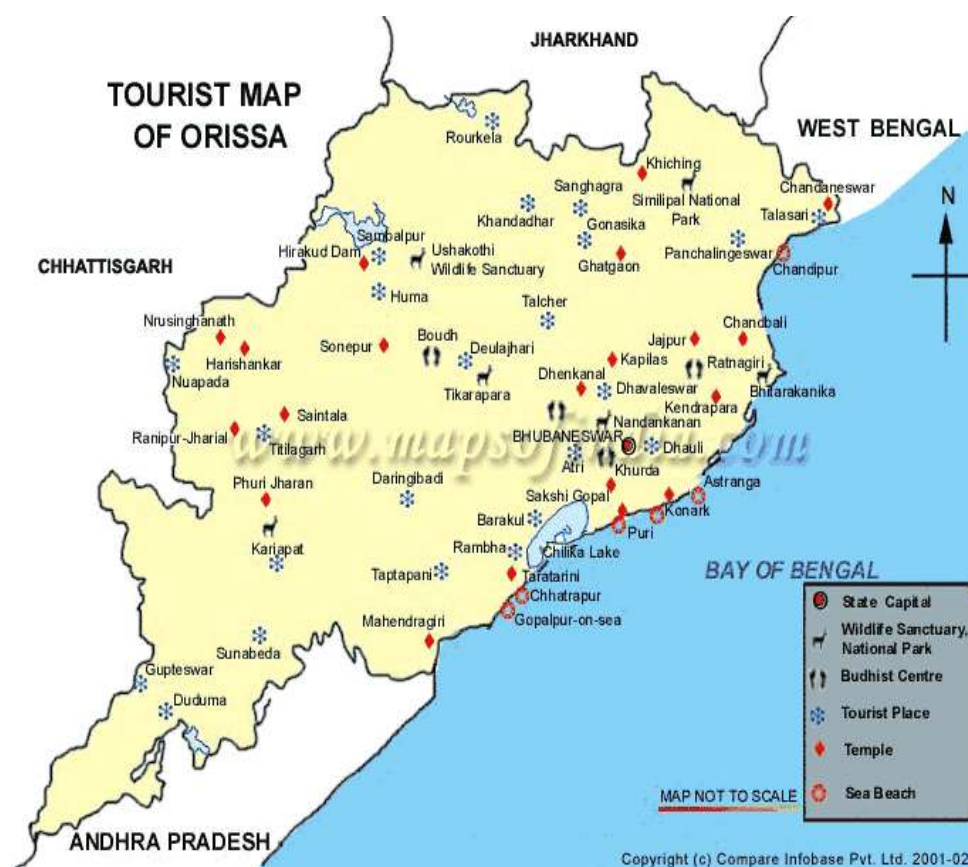 JHARKHAND
TOURIST MAP
OF ORISSA
WEST BENGAL
N
CHHATTISGARH
Rourkela
Khiching
Sanghagra
Similipal National
Park
Chandaneswar
Talasari
Khandadhar
Gonasika
Sambalpur
Hirakud Dam
Ushakothi
Wildlife Sanctuary
Ghatgaon
Panchalingeswar
Chandipur
Huma
Talcher
Nrusinghanath
Harishankar
Sonepur
Boudh
Deulajhari
Jajpur
Chandbali
Kapilas
Ratnagiri
Nuapada
Tikarapara
Dhenkanal
Dhavaleswar
Bhitarakanika
Kendrapara
Saintala
Nandankanan
Ranipur-Jharial
Titilagarh
BHUBANESWAR
Dhauli
www.mapsofindia.com
Atri
Khurda
Phuri Jharan
Daringibadi
Sakshi Gopal
Astranga
Konark
Barakul
Puri
Karlapat
Rambha
Chilika Lake
Taptapani
Taratarini
BAY OF BENGAL
Chhatrapur
Mahendragiri
Gopalpur-on-sea
Sunabeda
Gupteswar
Duduma
State Capital
Wildlife Sanctuary,
National Park
Budhist Centre
Tourist Place
Temple
Sea Beach
MAP NOT TO SCALE
ANDHRA PRADESH
Copyright (c) Compare Infobase Pvt. Ltd. 2001-02